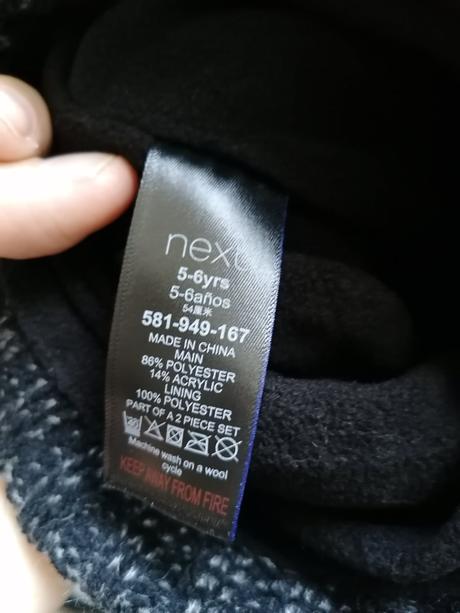 next
5-6yrs
5-6años
54厘米
581-949-167
MADE IN CHINA
MAIN
86% POLYESTER
14% ACRYLIC
LINING
100% POLYESTER
PART OF A 2 PIECE SET
Machine wash on a wool
cycle
KEEP AWAY FROM FIRE